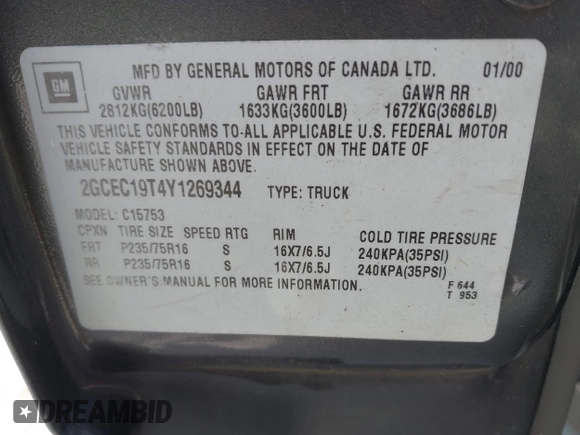 GM
MFD BY GENERAL MOTORS OF CANADA LTD. 01/00
GVWR GAWR FRT GAWR RR
2812KG(6200LB) 1633KG(3600LB) 1672KG(3686LB)
THIS VEHICLE CONFORMS TO ALL APPLICABLE U.S. FEDERAL MOTOR
VEHICLE SAFETY STANDARDS IN EFFECT ON THE DATE OF
MANUFACTURE SHOWN ABOVE.
2GCEC19T4Y1269344 TYPE: TRUCK
MODEL: C15753
CPXN TIRE SIZE SPEED RTG RIM COLD TIRE PRESSURE
FRT P235/75R16 S 16X7/6.5J 240KPA(35PSI)
RR P235/75R16 S 16X7/6.5J 240KPA(35PSI)
SEE OWNER'S MANUAL FOR MORE INFORMATION.
F 644
T 953
DREAMBID